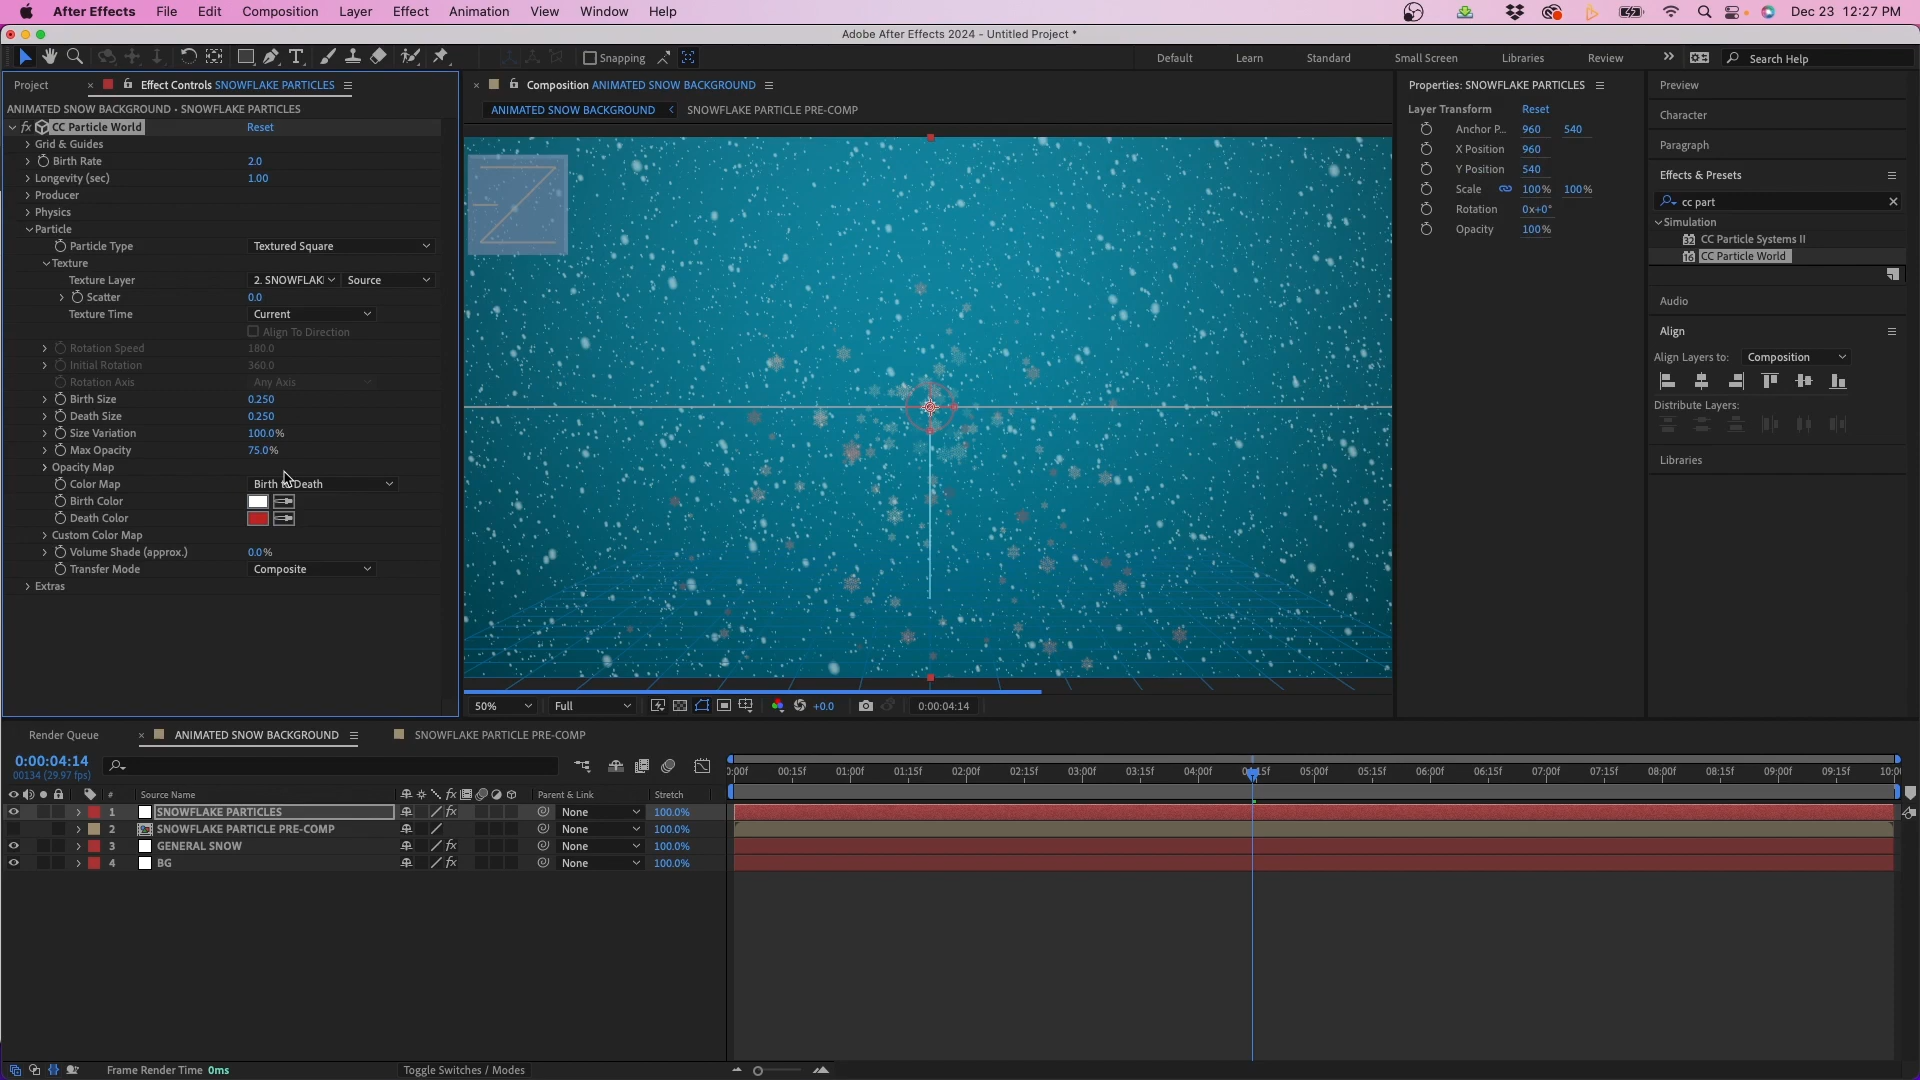 After Effects File Edit Composition Layer Effect Animation View Window Help Dec 23 12:27 PM
Adobe After Effects 2024 - Untitled Project *
Snapping Default Learn Standard Small Screen Libraries Review Search Help
Project Effect Controls SNOWFLAKE PARTICLES
ANIMATED SNOW BACKGROUND • SNOWFLAKE PARTICLES
fx CC Particle World Reset
Grid & Guides
Birth Rate 2.0
Longevity (sec) 1.00
Producer
Physics
Particle
Particle Type Textured Square
Texture
Texture Layer 2. SNOWFLAK Source
Scatter 0.0
Texture Time Current
Align To Direction
Rotation Speed 180.0
Initial Rotation 360.0
Rotation Axis Any Axis
Birth Size 0.250
Death Size 0.250
Size Variation 100.0%
Max Opacity 75.0%
Opacity Map
Color Map Birth to Death
Birth Color
Death Color
Custom Color Map
Volume Shade (approx.) 0.0%
Transfer Mode Composite
Extras
Composition ANIMATED SNOW BACKGROUND
ANIMATED SNOW BACKGROUND SNOWFLAKE PARTICLE PRE-COMP
50% Full +0.0 0:00:04:14
Properties: SNOWFLAKE PARTICLES
Layer Transform Reset
Anchor P... 960 540
X Position 960
Y Position 540
Scale 100% 100%
Rotation 0x+0°
Opacity 100%
Preview
Character
Paragraph
Effects & Presets
cc part
Simulation
32 CC Particle Systems II
16 CC Particle World
Audio
Align
Align Layers to: Composition
Distribute Layers:
Libraries
Render Queue ANIMATED SNOW BACKGROUND SNOWFLAKE PARTICLE PRE-COMP
0:00:04:14
00134 (29.97 fps)
# Source Name fx Parent & Link Stretch
1 SNOWFLAKE PARTICLES fx None 100.0%
2 SNOWFLAKE PARTICLE PRE-COMP None 100.0%
3 GENERAL SNOW fx None 100.0%
4 BG fx None 100.0%
0:00f 00:15f 01:00f 01:15f 02:00f 02:15f 03:00f 03:15f 04:00f 05:00f 05:15f 06:00f 06:15f 07:00f 07:15f 08:00f 08:15f 09:00f 09:15f 10:0
Frame Render Time 0ms Toggle Switches / Modes